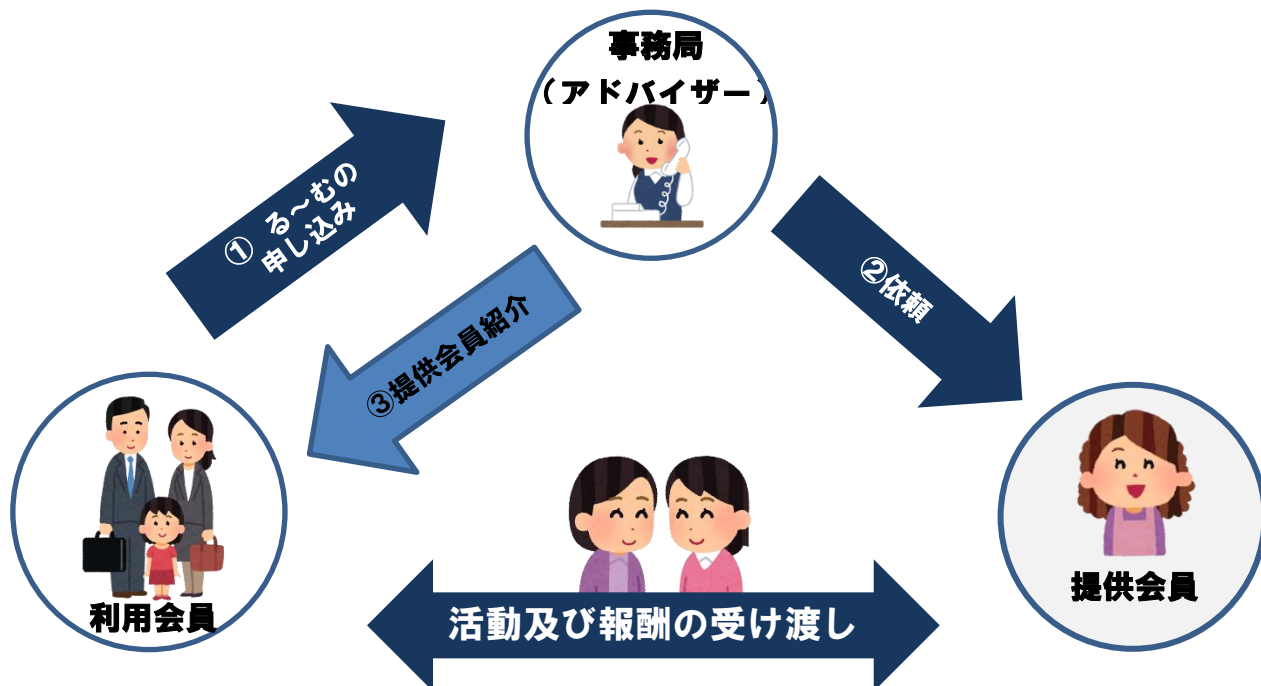 事務局
（アドバイザー）
① る～むの
申し込み
②依頼
③提供会員紹介
利用会員
提供会員
活動及び報酬の受け渡し